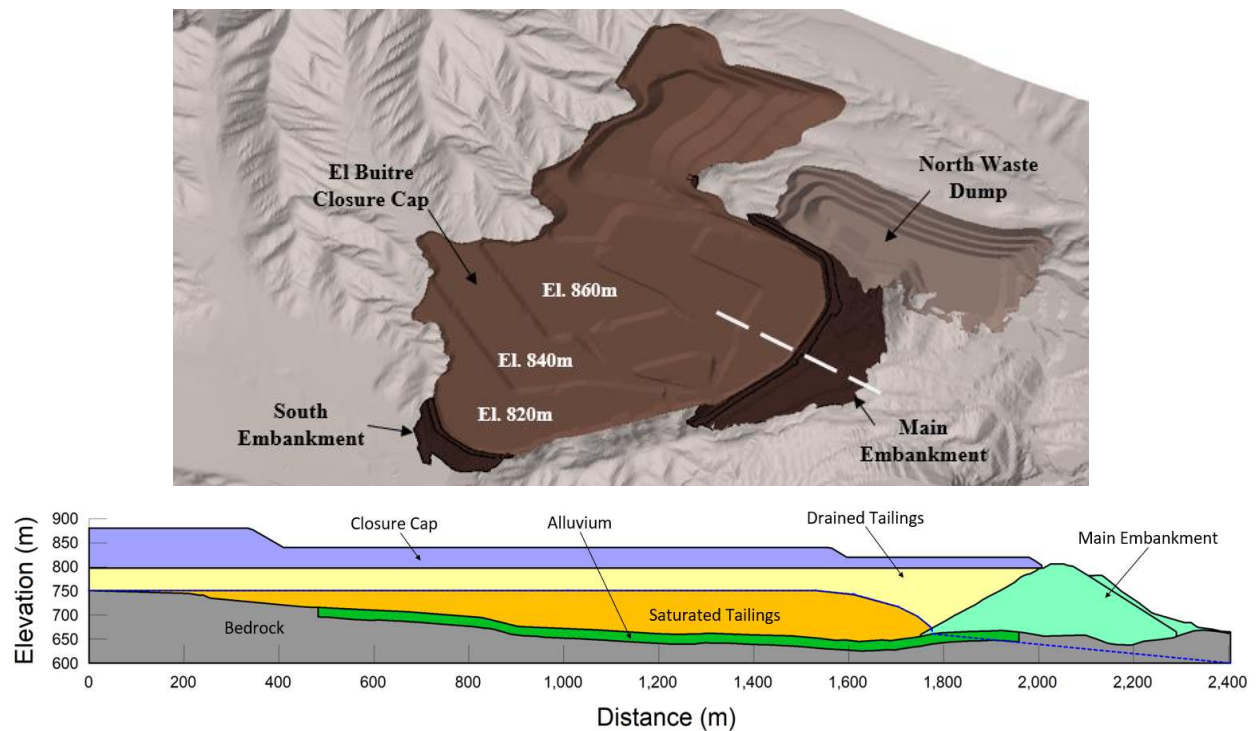 El Buitre
Closure Cap
North Waste
Dump
El. 860m
El. 840m
El. 820m
South
Embankment
Main
Embankment
Elevation (m)
900
850
800
750
700
650
600
Closure Cap
Alluvium
Drained Tailings
Main Embankment
Saturated Tailings
Bedrock
0
200
400
600
800
1,000
1,200
1,400
1,600
1,800
2,000
2,200
2,400
Distance (m)